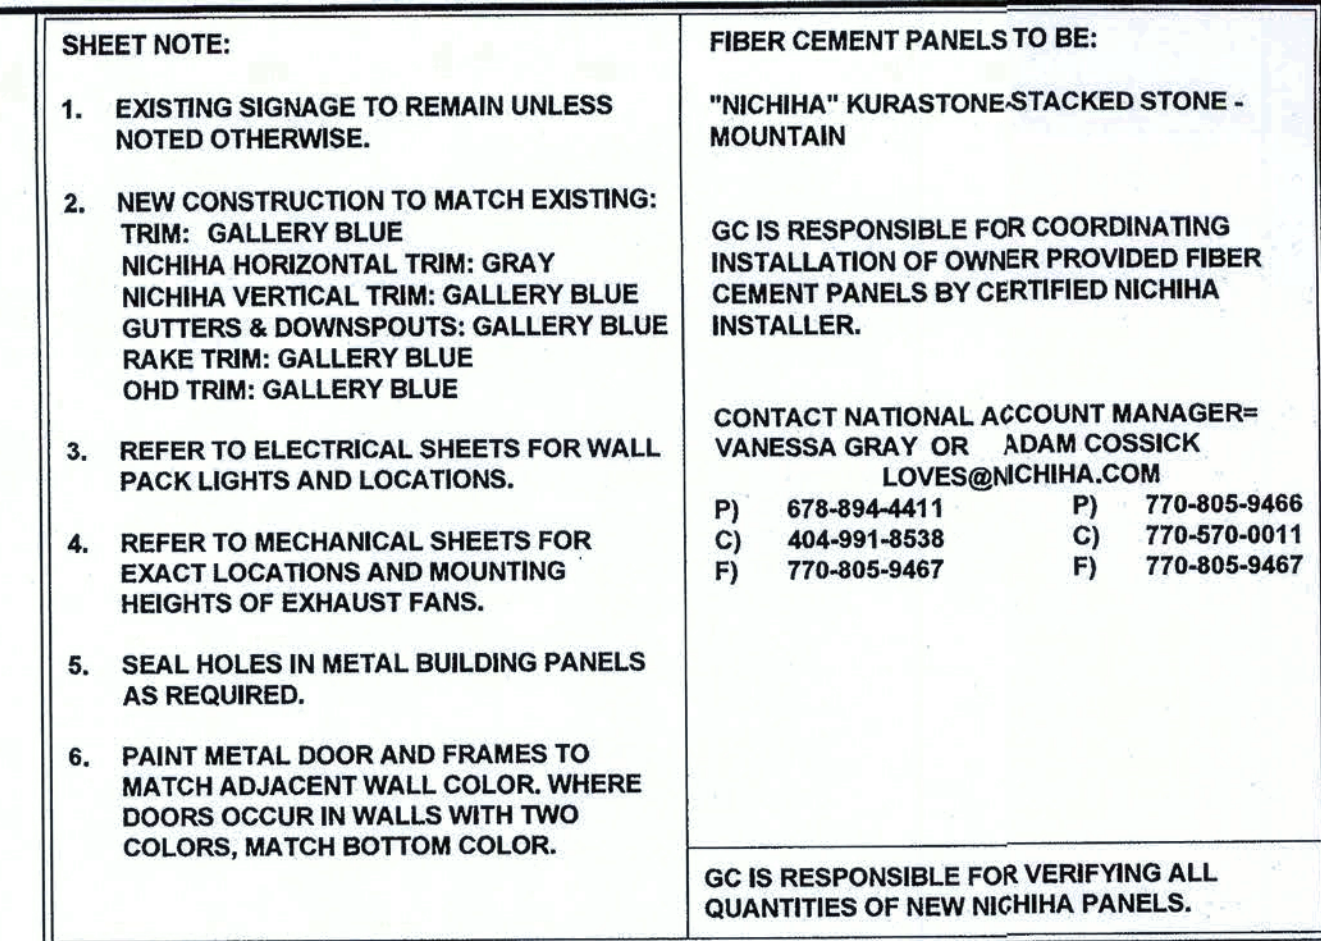 SHEET NOTE:
1. EXISTING SIGNAGE TO REMAIN UNLESS
NOTED OTHERWISE.
2. NEW CONSTRUCTION TO MATCH EXISTING:
TRIM: GALLERY BLUE
NICHIHA HORIZONTAL TRIM: GRAY
NICHIHA VERTICAL TRIM: GALLERY BLUE
GUTTERS & DOWNSPOUTS: GALLERY BLUE
RAKE TRIM: GALLERY BLUE
OHD TRIM: GALLERY BLUE
3. REFER TO ELECTRICAL SHEETS FOR WALL
PACK LIGHTS AND LOCATIONS.
4. REFER TO MECHANICAL SHEETS FOR
EXACT LOCATIONS AND MOUNTING
HEIGHTS OF EXHAUST FANS.
5. SEAL HOLES IN METAL BUILDING PANELS
AS REQUIRED.
6. PAINT METAL DOOR AND FRAMES TO
MATCH ADJACENT WALL COLOR. WHERE
DOORS OCCUR IN WALLS WITH TWO
COLORS, MATCH BOTTOM COLOR.
FIBER CEMENT PANELS TO BE:
"NICHIHA" KURASTONE-STACKED STONE -
MOUNTAIN
GC IS RESPONSIBLE FOR COORDINATING
INSTALLATION OF OWNER PROVIDED FIBER
CEMENT PANELS BY CERTIFIED NICHIHA
INSTALLER.
CONTACT NATIONAL ACCOUNT MANAGER=
VANESSA GRAY OR ADAM COSSICK
LOVES@NICHIHA.COM
P) 678-894-4411 P) 770-805-9466
C) 404-991-8538 C) 770-570-0011
F) 770-805-9467 F) 770-805-9467
GC IS RESPONSIBLE FOR VERIFYING ALL
QUANTITIES OF NEW NICHIHA PANELS.